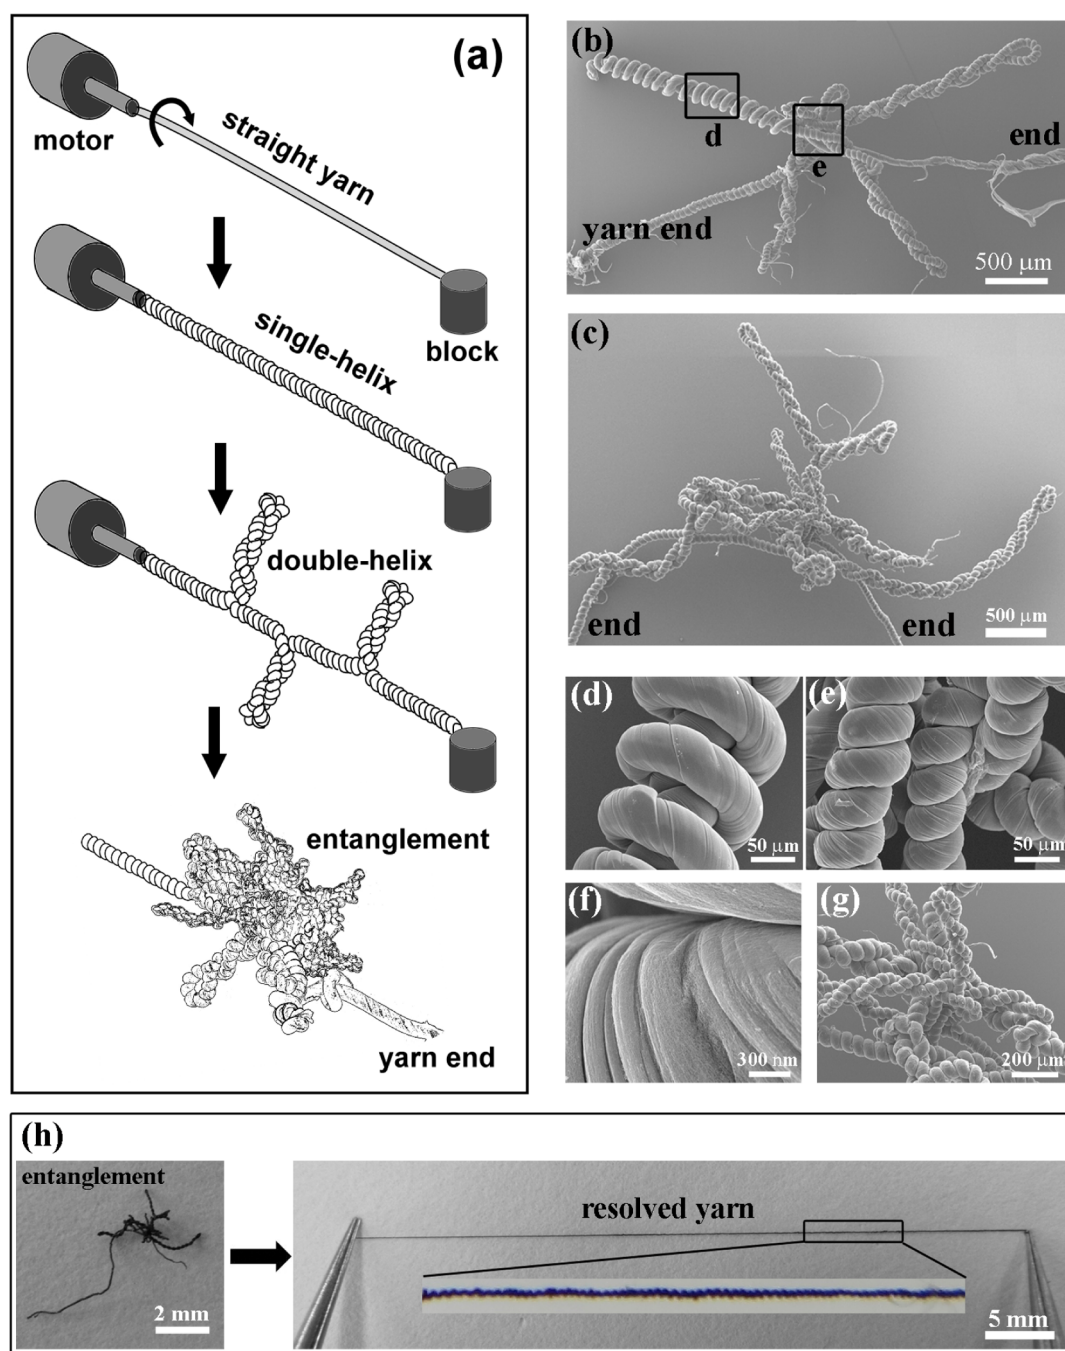 (a)
motor
straight yarn
block
single-helix
double-helix
entanglement
yarn end
(b)
d
e
end
yarn end
500 μm
(c)
end
end
500 μm
(d)
50 μm
(e)
50 μm
(f)
300 nm
(g)
200 μm
(h)
entanglement
2 mm
resolved yarn
5 mm